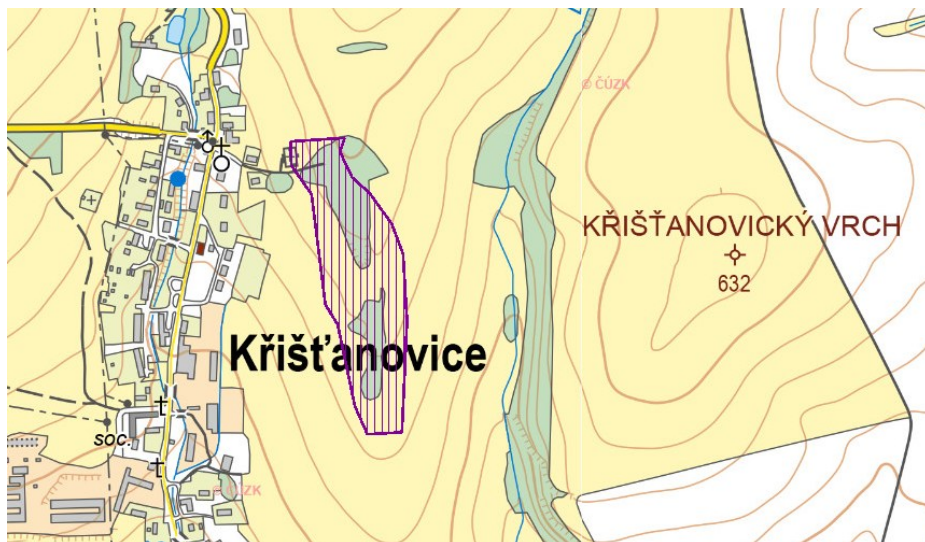 © ČÚZK
KŘIŠŤANOVICKÝ VRCH
632
Křišťanovice
soc.
© ČÚZK